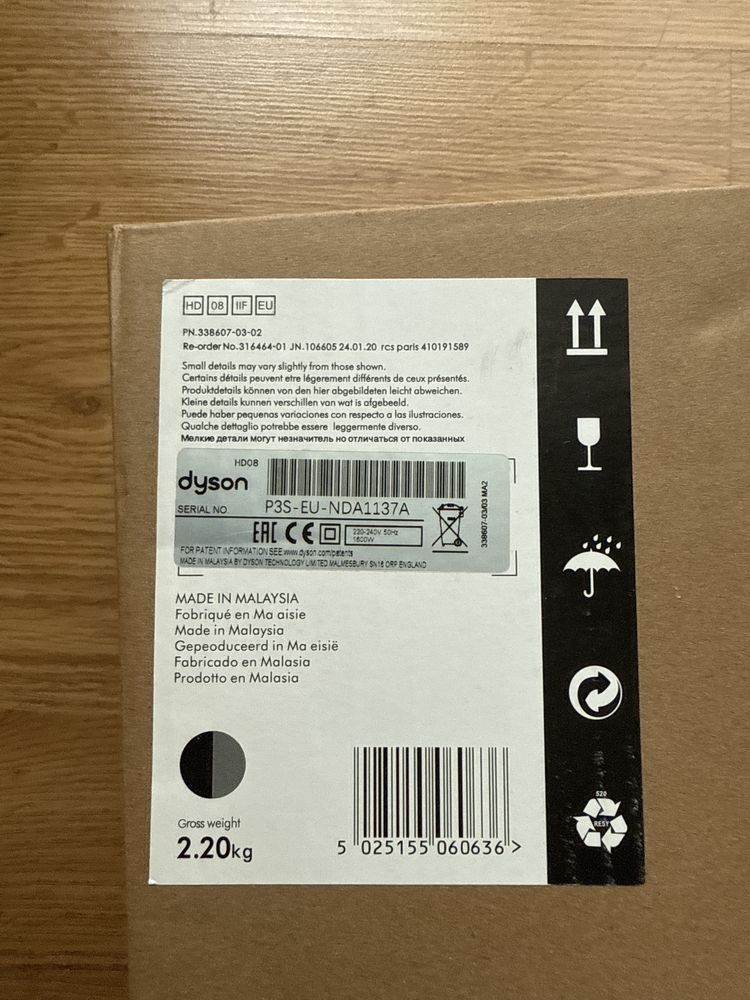 HD 08 IIF EU
PN.338607-03-02
Re-order No.316464-01 JN.106605 24.01.20 rcs paris 410191589
Small details may vary slightly from those shown.
Certains détails peuvent etre légerement différents de ceux présentés.
Produktdetails können von den hier abgebildeten leicht abweichen.
Kleine details kunnen verschillen van wat is afgebeeld.
Puede haber pequenas variaciones con respecto a las ilustraciones.
Qualche dettaglio potrebbe essere leggermente diverso.
Мелкие детали могут незначитель но отличаться от показанных
HD08
dyson
SERIAL NO. P3S-EU-NDA1137A
EAC CE 220-240V 50Hz
1600W
FOR PATENT INFORMATION SEE www.dyson.com/patents
MADE IN MALAYSIA BY DYSON TECHNOLOGY LIMITED MALMESBURY SN16 ORP ENGLAND
338607-03/03 MA2
MADE IN MALAYSIA
Fabriqué en Ma aisie
Made in Malaysia
Gepeoduceerd in Ma eisië
Fabricado en Malasia
Prodotto en Malasia
Gross weight
2.20kg
5 025155 060636 >
520
RESY